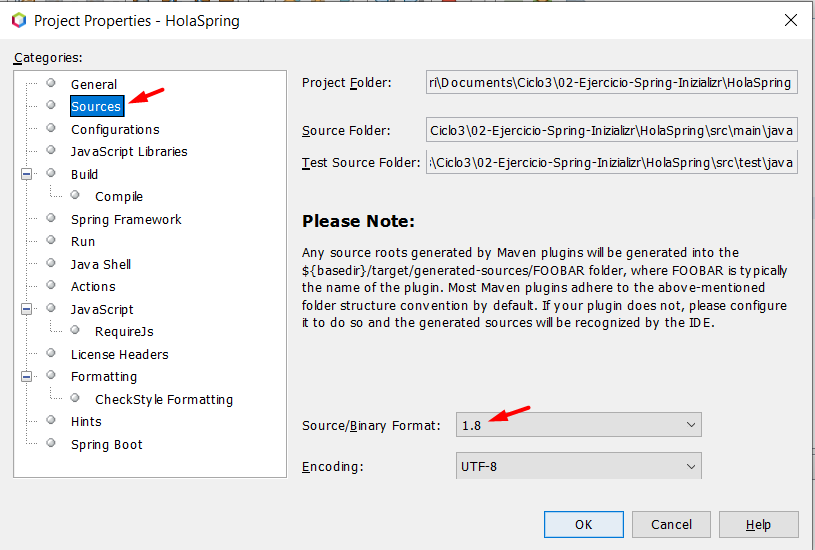 Project Properties - HolaSpring
Categories:
General
Sources
Configurations
JavaScript Libraries
Build
Compile
Spring Framework
Run
Java Shell
Actions
JavaScript
RequireJs
License Headers
Formatting
CheckStyle Formatting
Hints
Spring Boot
Project Folder: ri\Documents\Ciclo3\02-Ejercicio-Spring-Inizializr\HolaSpring
Source Folder: Ciclo3\02-Ejercicio-Spring-Inizializr\HolaSpring\src\main\java
Test Source Folder: :\Ciclo3\02-Ejercicio-Spring-Inizializr\HolaSpring\src\test\java
Please Note:
Any source roots generated by Maven plugins will be generated into the
${basedir}/target/generated-sources/FOOBAR folder, where FOOBAR is typically
the name of the plugin. Most Maven plugins adhere to the above-mentioned
folder structure convention by default. If your plugin does not, please configure
it to do so and the generated sources will be recognized by the IDE.
Source/Binary Format: 1.8
Encoding: UTF-8
OK Cancel Help